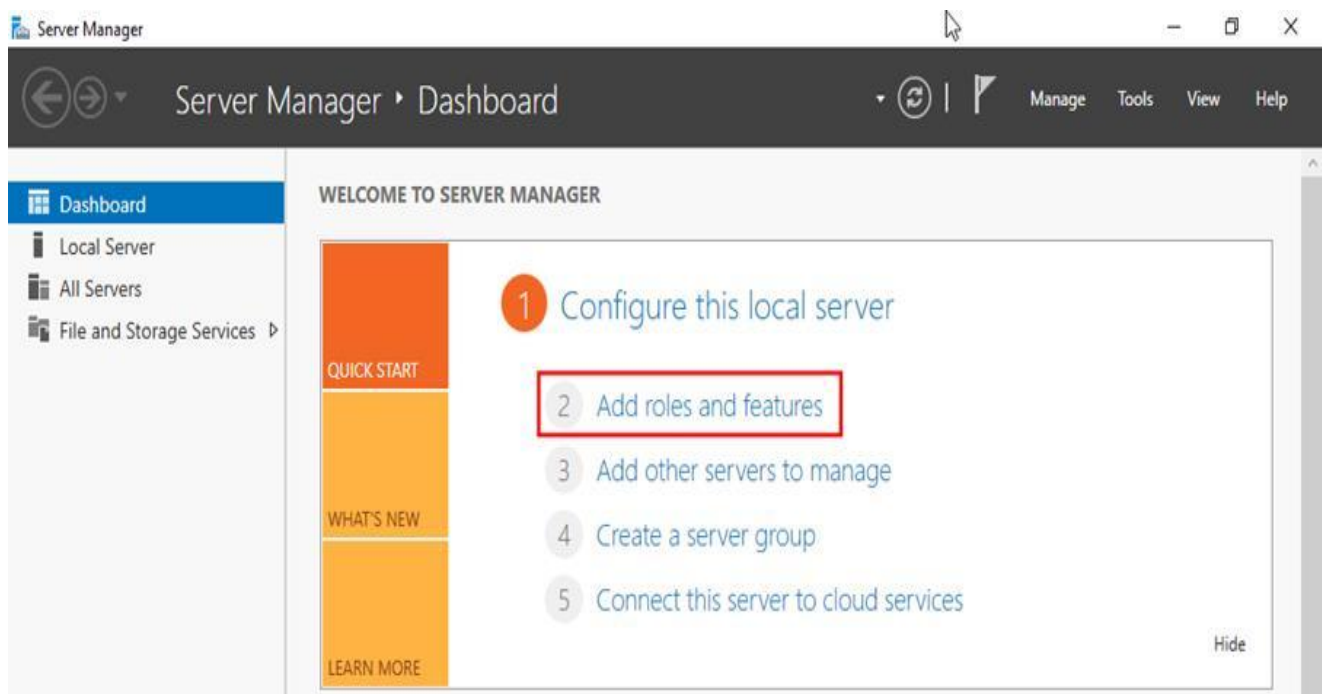 Server Manager
Server Manager ‣ Dashboard
Manage Tools View Help
Dashboard
Local Server
All Servers
File and Storage Services
WELCOME TO SERVER MANAGER
QUICK START
WHAT'S NEW
LEARN MORE
1 Configure this local server
2 Add roles and features
3 Add other servers to manage
4 Create a server group
5 Connect this server to cloud services
Hide